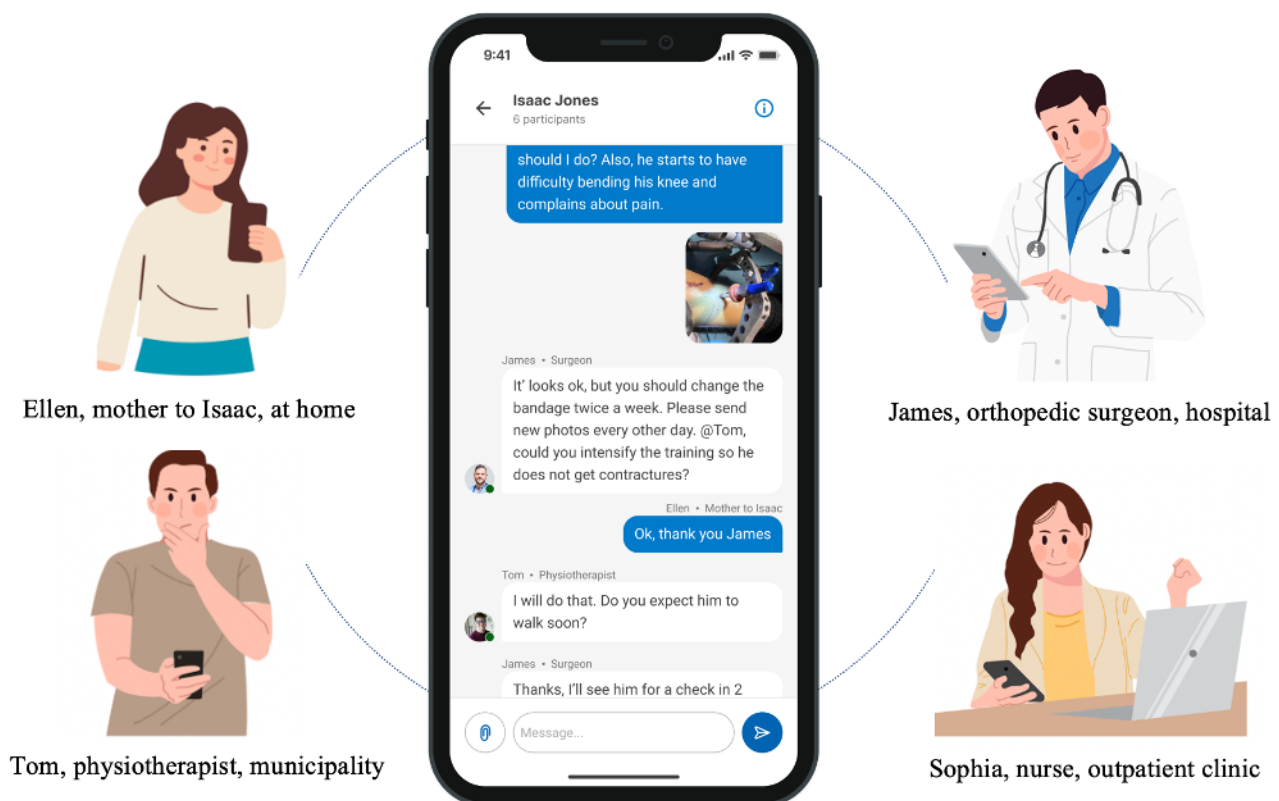 9:41
Isaac Jones
6 participants
should I do? Also, he starts to have
difficulty bending his knee and
complains about pain.
James • Surgeon
It' looks ok, but you should change the
bandage twice a week. Please send
new photos every other day. @Tom,
could you intensify the training so he
does not get contractures?
Ellen • Mother to Isaac
Ok, thank you James
Tom • Physiotherapist
I will do that. Do you expect him to
walk soon?
James • Surgeon
Thanks, I'll see him for a check in 2
Message...
Ellen, mother to Isaac, at home
James, orthopedic surgeon, hospital
Tom, physiotherapist, municipality
Sophia, nurse, outpatient clinic